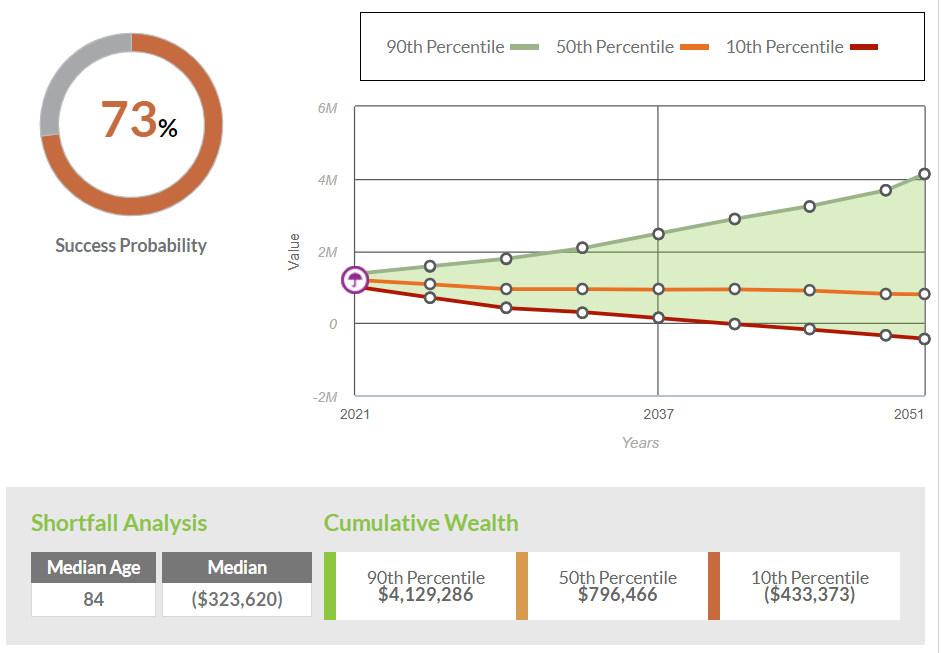 90th Percentile 50th Percentile 10th Percentile
73%
Success Probability
6M
4M
2M
0
-2M
Value
2021 2037 2051
Years
Shortfall Analysis
Median Age Median
84 ($323,620)
Cumulative Wealth
90th Percentile
$4,129,286
50th Percentile
$796,466
10th Percentile
($433,373)